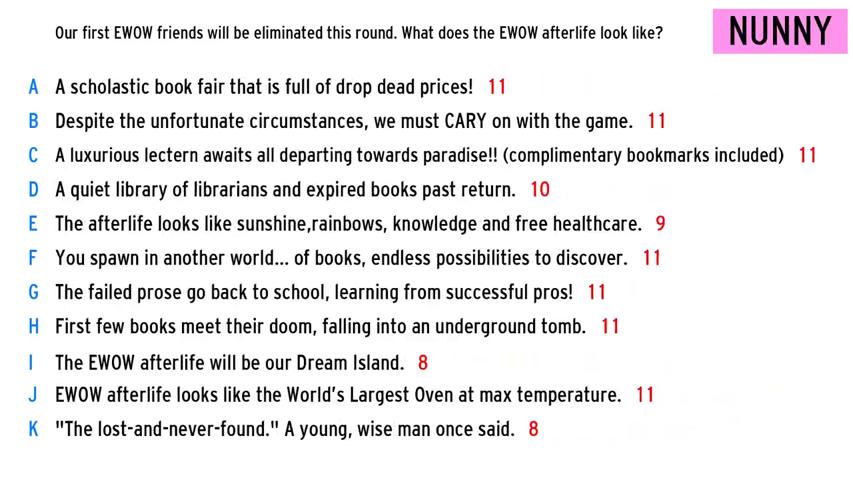 Our first EWOW friends will be eliminated this round. What does the EWOW afterlife look like?
NUNNY
A A scholastic book fair that is full of drop dead prices! 11
B Despite the unfortunate circumstances, we must CARY on with the game. 11
C A luxurious lectern awaits all departing towards paradise!! (complimentary bookmarks included) 11
D A quiet library of librarians and expired books past return. 10
E The afterlife looks like sunshine,rainbows, knowledge and free healthcare. 9
F You spawn in another world... of books, endless possibilities to discover. 11
G The failed prose go back to school, learning from successful pros! 11
H First few books meet their doom, falling into an underground tomb. 11
I The EWOW afterlife will be our Dream Island. 8
J EWOW afterlife looks like the World's Largest Oven at max temperature. 11
K "The lost-and-never-found." A young, wise man once said. 8